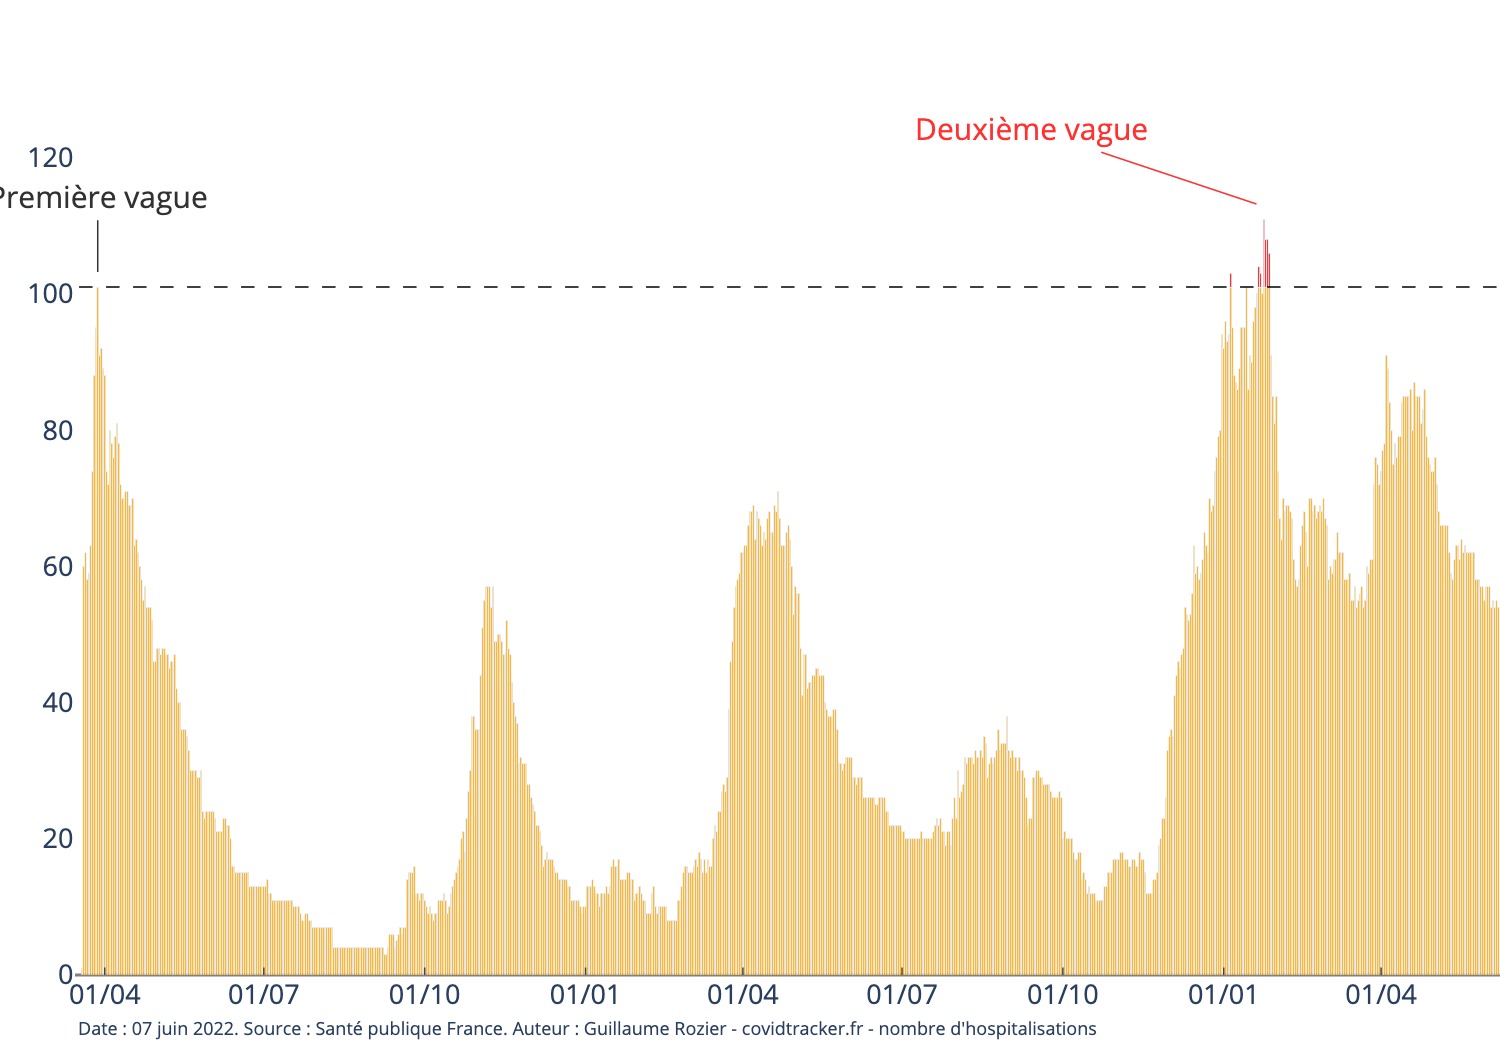 Deuxième vague
120
Première vague
100
80
60
40
20
0
01/04 01/07 01/10 01/01 01/04 01/07 01/10 01/01 01/04
Date : 07 juin 2022. Source : Santé publique France. Auteur : Guillaume Rozier - covidtracker.fr - nombre d'hospitalisations